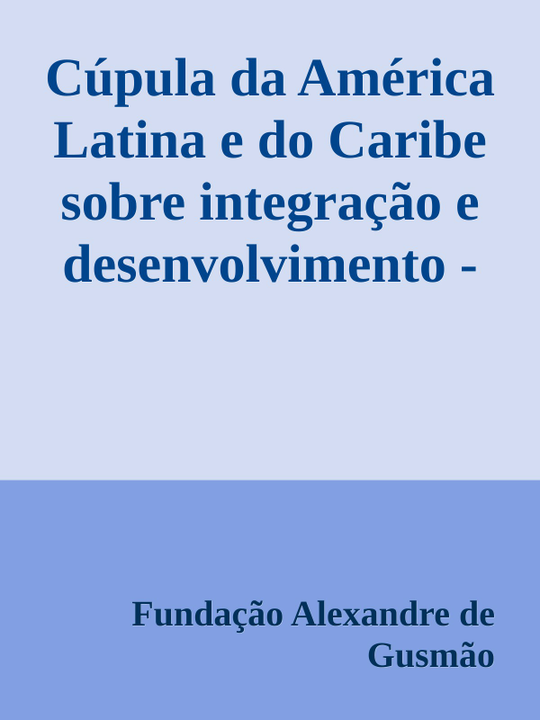 Cúpula da América
Latina e do Caribe
sobre integração e
desenvolvimento -
Fundação Alexandre de
Gusmão